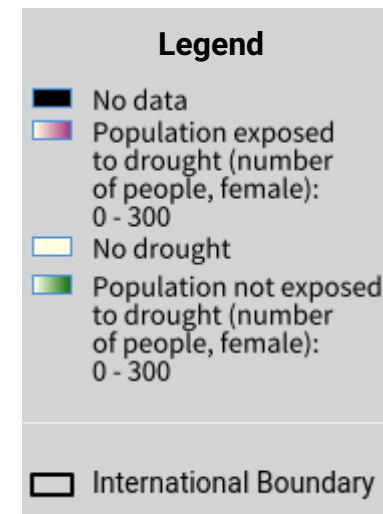 Legend
No data
Population exposed
to drought (number
of people, female):
0 - 300
No drought
Population not exposed
to drought (number
of people, female):
0 - 300
International Boundary